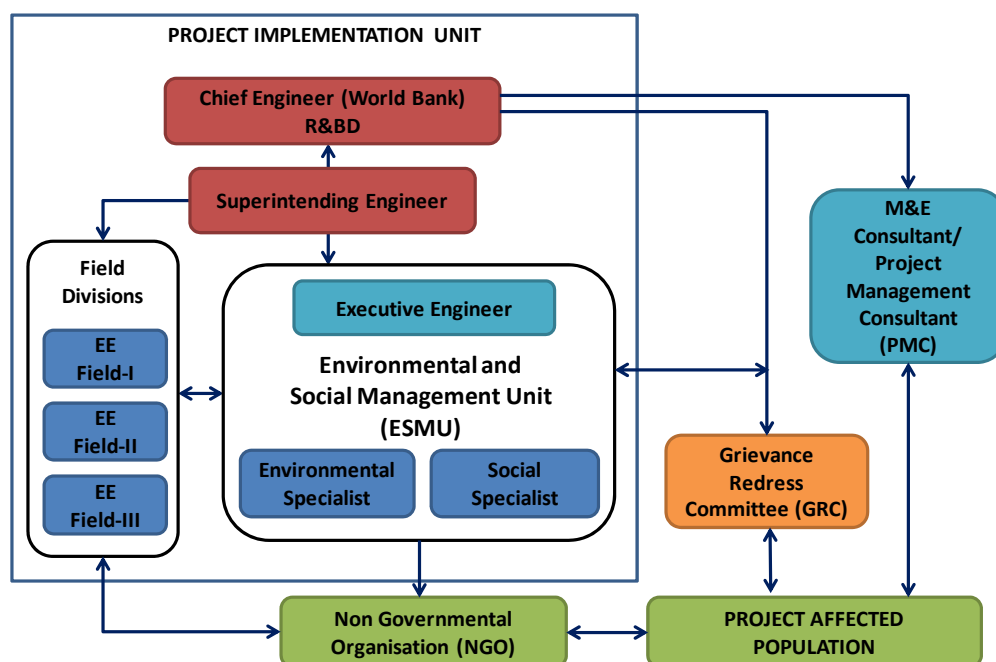 PROJECT IMPLEMENTATION UNIT
Chief Engineer (World Bank)
R&BD
Superintending Engineer
Field
Divisions
EE
Field-I
EE
Field-II
EE
Field-III
Executive Engineer
Environmental and
Social Management Unit
(ESMU)
Environmental
Specialist
Social
Specialist
M&E
Consultant/
Project
Management
Consultant
(PMC)
Grievance
Redress
Committee (GRC)
Non Governmental
Organisation (NGO)
PROJECT AFFECTED
POPULATION